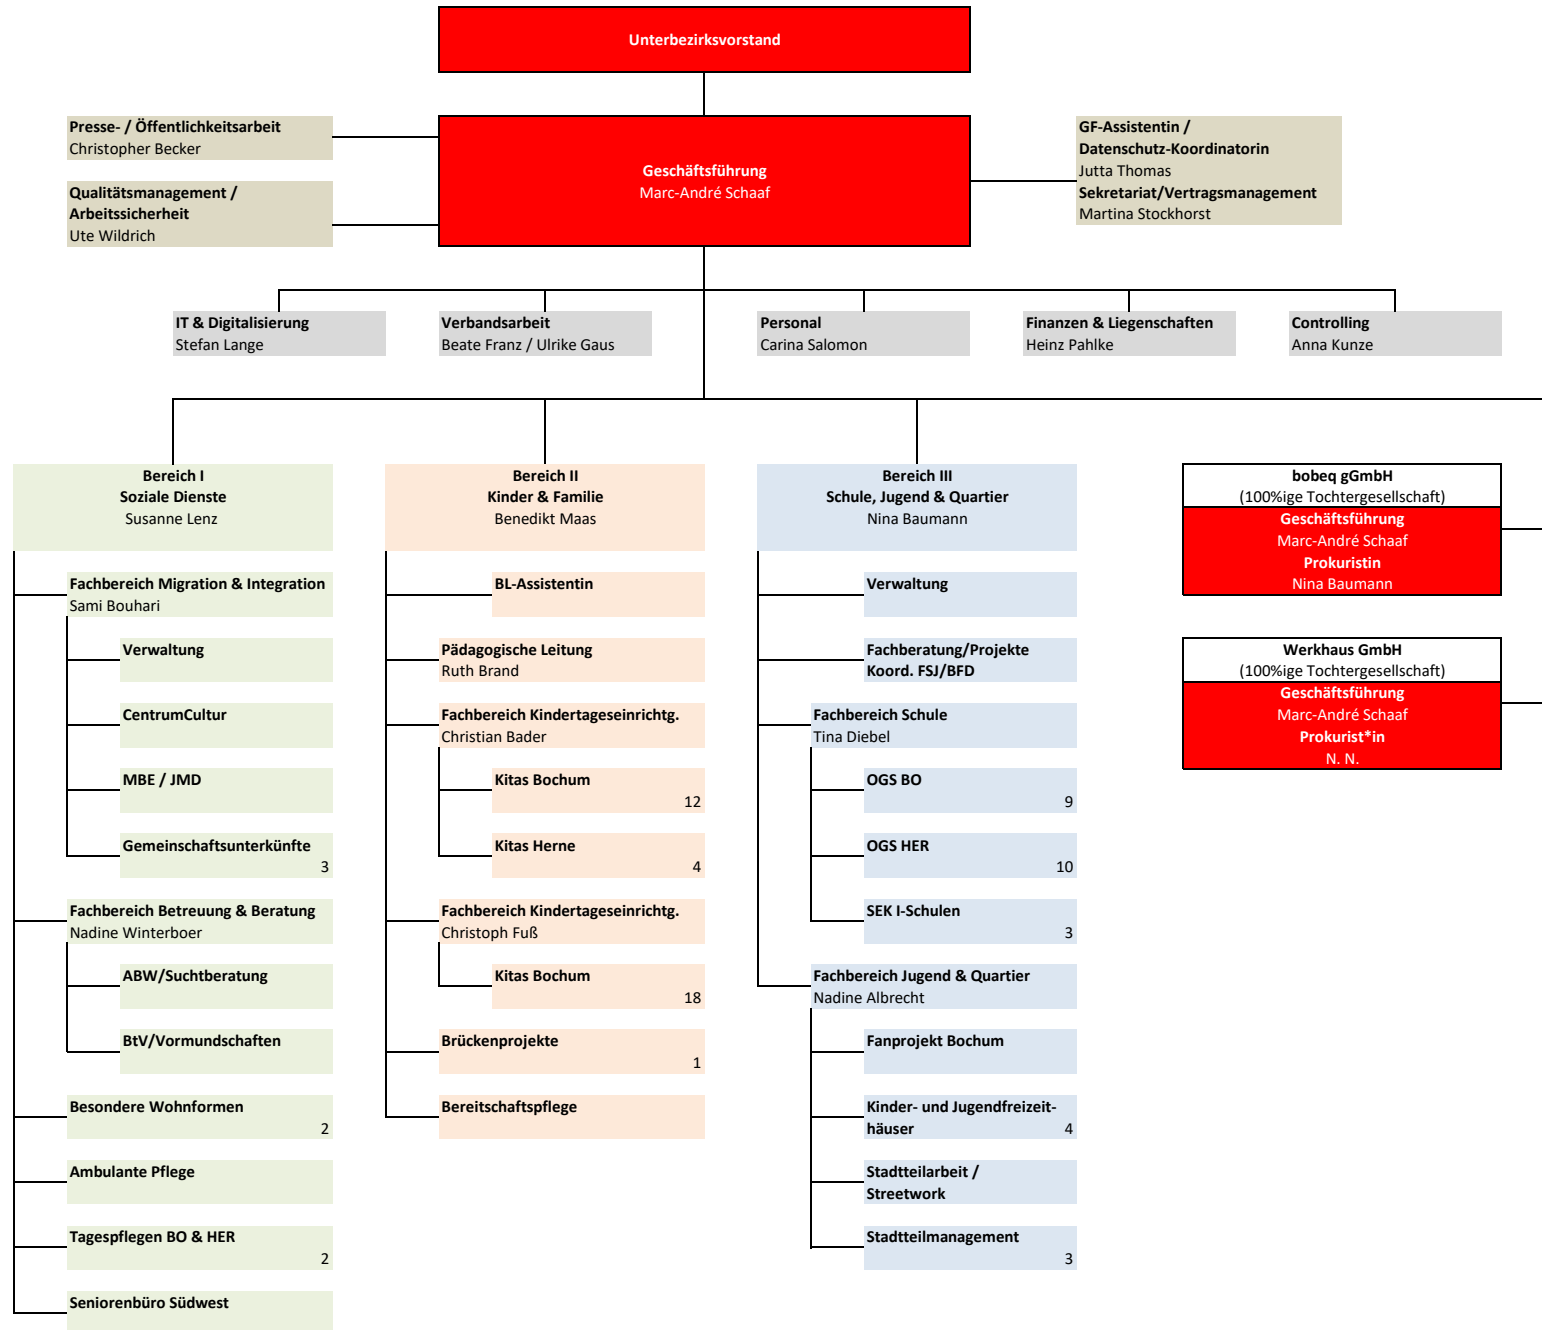 Unterbezirksvorstand
Presse- / Öffentlichkeitsarbeit
Christopher Becker
Qualitätsmanagement /
Arbeitssicherheit
Ute Wildrich
Geschäftsführung
Marc-André Schaaf
GF-Assistentin /
Datenschutz-Koordinatorin
Jutta Thomas
Sekretariat/Vertragsmanagement
Martina Stockhorst
IT & Digitalisierung
Stefan Lange
Verbandsarbeit
Beate Franz / Ulrike Gaus
Personal
Carina Salomon
Finanzen & Liegenschaften
Heinz Pahlke
Controlling
Anna Kunze
Bereich I
Soziale Dienste
Susanne Lenz
Fachbereich Migration & Integration
Sami Bouhari
Verwaltung
CentrumCultur
MBE / JMD
Gemeinschaftsunterkünfte
3
Fachbereich Betreuung & Beratung
Nadine Winterboer
ABW/Suchtberatung
BtV/Vormundschaften
Besondere Wohnformen
2
Ambulante Pflege
Tagespflegen BO & HER
2
Seniorenbüro Südwest
Bereich II
Kinder & Familie
Benedikt Maas
BL-Assistentin
Pädagogische Leitung
Ruth Brand
Fachbereich Kindertageseinrichtg.
Christian Bader
Kitas Bochum
12
Kitas Herne
4
Fachbereich Kindertageseinrichtg.
Christoph Fuß
Kitas Bochum
18
Brückenprojekte
1
Bereitschaftspflege
Bereich III
Schule, Jugend & Quartier
Nina Baumann
Verwaltung
Fachberatung/Projekte
Koord. FSJ/BFD
Fachbereich Schule
Tina Diebel
OGS BO
9
OGS HER
10
SEK I-Schulen
3
Fachbereich Jugend & Quartier
Nadine Albrecht
Fanprojekt Bochum
Kinder- und Jugendfreizeit-
häuser 4
Stadtteilarbeit /
Streetwork
Stadtteilmanagement
3
bobeq gGmbH
(100%ige Tochtergesellschaft)
Geschäftsführung
Marc-André Schaaf
Prokuristin
Nina Baumann
Werkhaus GmbH
(100%ige Tochtergesellschaft)
Geschäftsführung
Marc-André Schaaf
Prokurist*in
N. N.